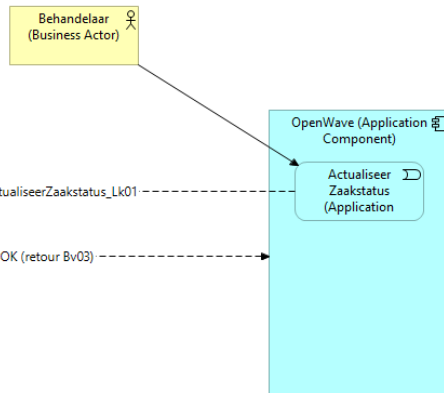 Behandelaar
(Business Actor)
OpenWave (Application
Component)
Actualiseer
Zaakstatus
(Application
tualiseerZaakstatus_Lk01
OK (retour Bv03)